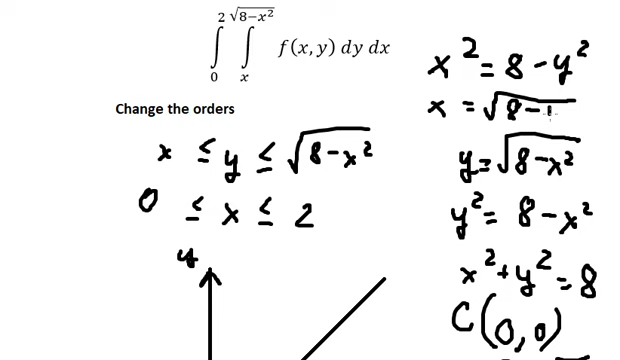 ∫₀² ∫ₓ^√(8−x²) f(x, y) dy dx
Change the orders
x ≤ y ≤ √(8−x²)
0 ≤ x ≤ 2
y
x² = 8 − y²
x = √(8−
y = √(8−x²)
y² = 8 − x²
x² + y² = 8
C(0, 0)